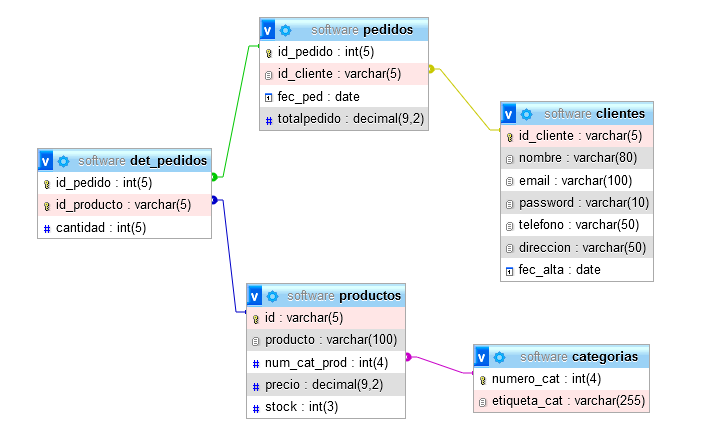 v software pedidos
id_pedido : int(5)
id_cliente : varchar(5)
fec_ped : date
# totalpedido : decimal(9,2)
v software clientes
id_cliente : varchar(5)
nombre : varchar(80)
email : varchar(100)
password : varchar(10)
telefono : varchar(50)
direccion : varchar(50)
fec_alta : date
v software det_pedidos
id_pedido : int(5)
id_producto : varchar(5)
# cantidad : int(5)
v software productos
id : varchar(5)
producto : varchar(100)
# num_cat_prod : int(4)
# precio : decimal(9,2)
# stock : int(3)
v software categorias
numero_cat : int(4)
etiqueta_cat : varchar(255)